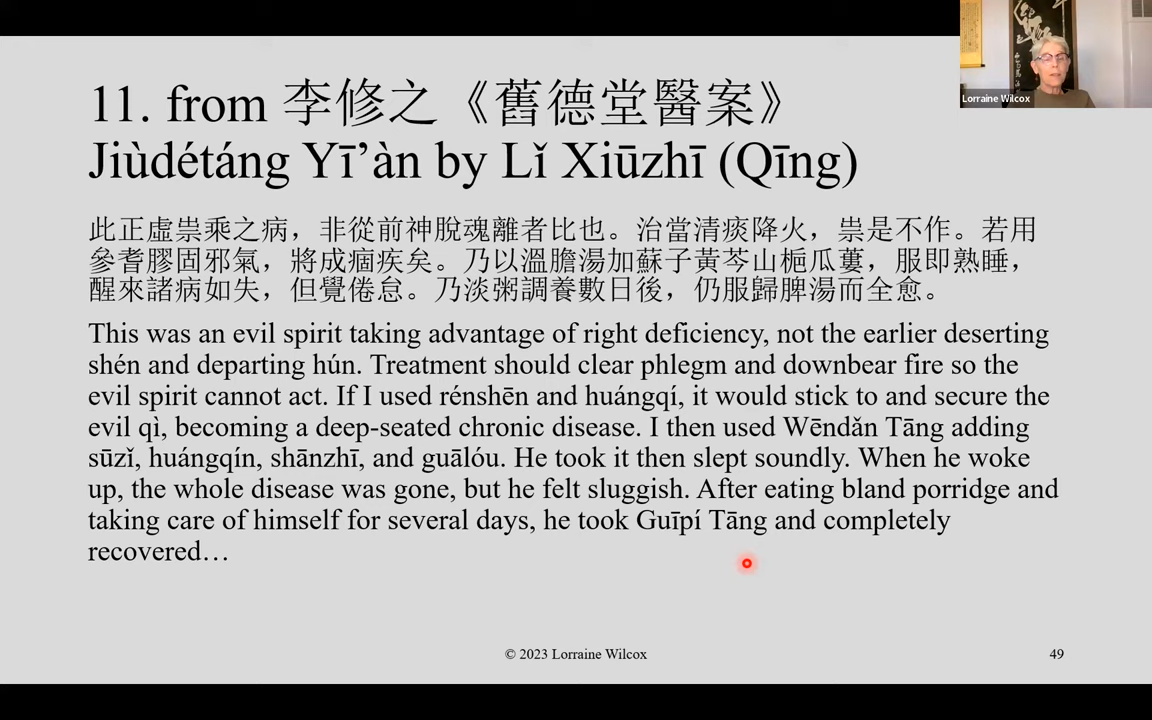 Lorraine Wilcox
11. from 李修之《舊德堂醫案》
Jiùdétáng Yī’àn by Lǐ Xiūzhī (Qīng)
此正虛祟乘之病，非從前神脫魂離者比也。治當清痰降火，祟是不作。若用
參耆膠固邪氣，將成痼疾矣。乃以溫膽湯加蘇子黃芩山梔瓜蔞，服即熟睡，
醒來諸病如失，但覺倦怠。乃淡粥調養數日後，仍服歸脾湯而全愈。
This was an evil spirit taking advantage of right deficiency, not the earlier deserting
shén and departing hún. Treatment should clear phlegm and downbear fire so the
evil spirit cannot act. If I used rénshēn and huángqí, it would stick to and secure the
evil qì, becoming a deep-seated chronic disease. I then used Wēndǎn Tāng adding
sūzǐ, huángqín, shānzhī, and guālóu. He took it then slept soundly. When he woke
up, the whole disease was gone, but he felt sluggish. After eating bland porridge and
taking care of himself for several days, he took Guīpí Tāng and completely
recovered…
© 2023 Lorraine Wilcox
49